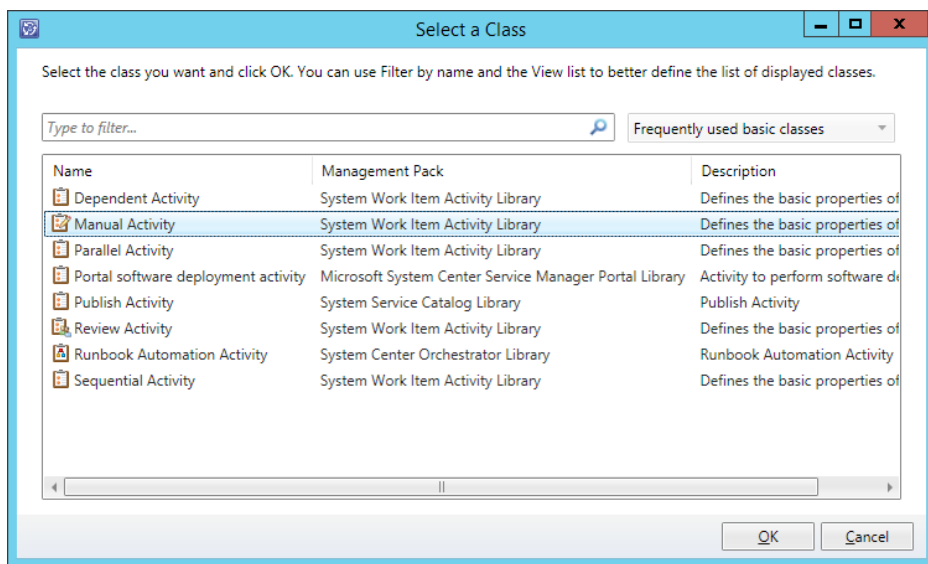 Select a Class
Select the class you want and click OK. You can use Filter by name and the View list to better define the list of displayed classes.
Type to filter... Frequently used basic classes
Name Management Pack Description
Dependent Activity System Work Item Activity Library Defines the basic properties of
Manual Activity System Work Item Activity Library Defines the basic properties of
Parallel Activity System Work Item Activity Library Defines the basic properties of
Portal software deployment activity Microsoft System Center Service Manager Portal Library Activity to perform software de
Publish Activity System Service Catalog Library Publish Activity
Review Activity System Work Item Activity Library Defines the basic properties of
Runbook Automation Activity System Center Orchestrator Library Runbook Automation Activity
Sequential Activity System Work Item Activity Library Defines the basic properties of
OK Cancel